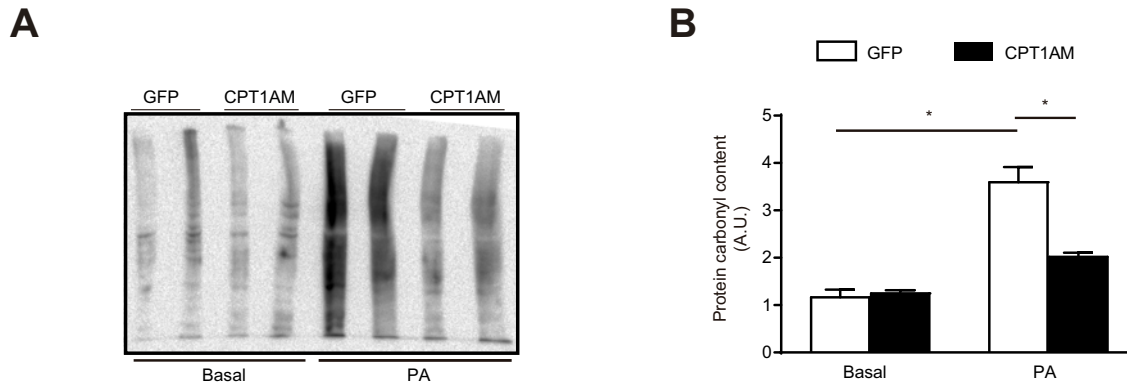 A
GFP CPT1AM GFP CPT1AM
Basal PA
B
GFP CPT1AM
Protein carbonyl content
(A.U.)
5
4
3
2
1
0
* *
Basal PA